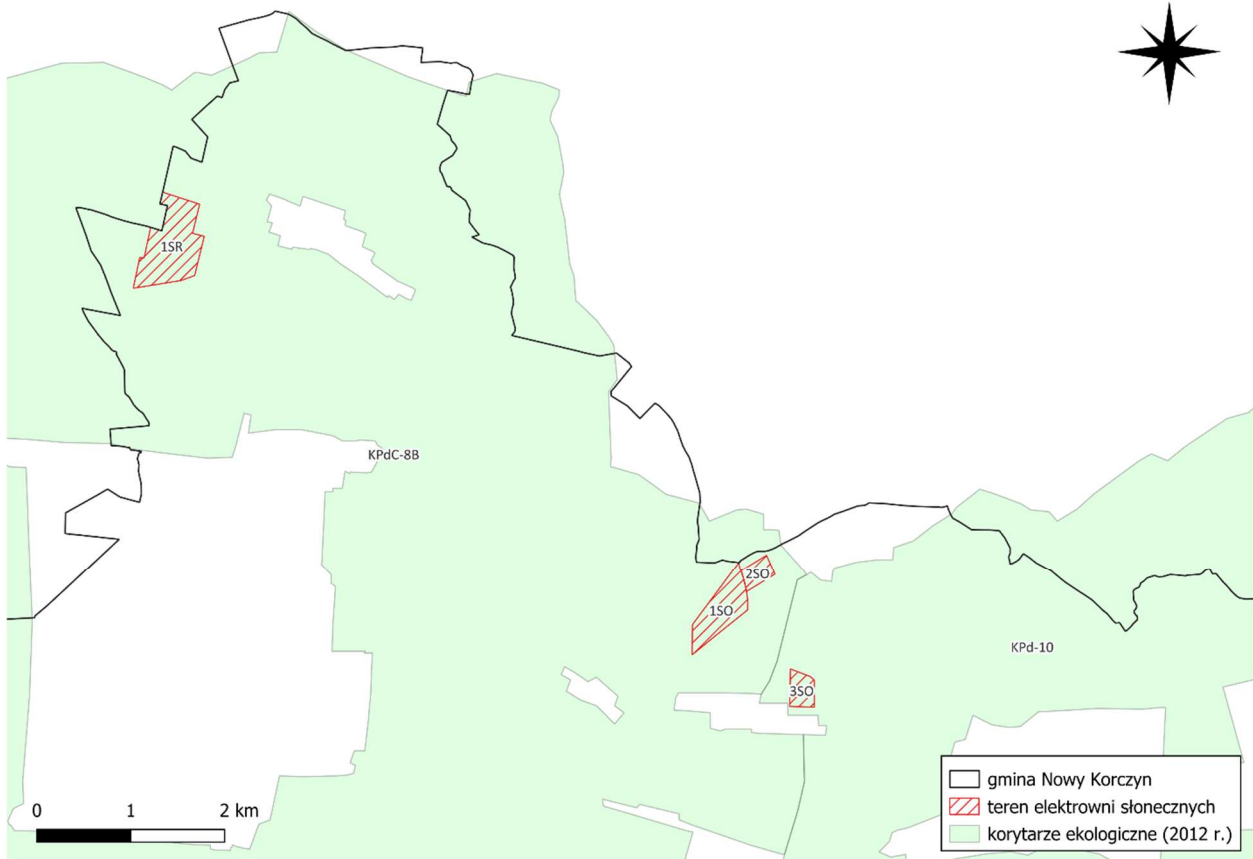 1SR
KPdC-8B
2SO
1SO
KPd-10
3SO
gmina Nowy Korczyn
teren elektrowni słonecznych
korytarze ekologiczne (2012 r.)
0 1 2 km